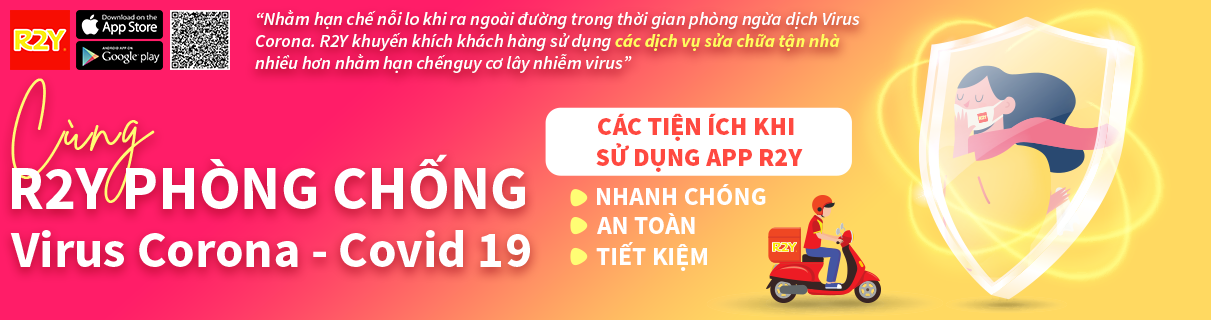 R2Y
Download on the
App Store
ANDROID APP ON
Google play
“Nhằm hạn chế nỗi lo khi ra ngoài đường trong thời gian phòng ngừa dịch Virus
Corona. R2Y khuyến khích khách hàng sử dụng các dịch vụ sửa chữa tận nhà
nhiều hơn nhằm hạn chếnguy cơ lây nhiễm virus”
Cùng
R2Y PHÒNG CHỐNG
Virus Corona - Covid 19
CÁC TIỆN ÍCH KHI
SỬ DỤNG APP R2Y
NHANH CHÓNG
AN TOÀN
TIẾT KIỆM
R2Y
R2Y